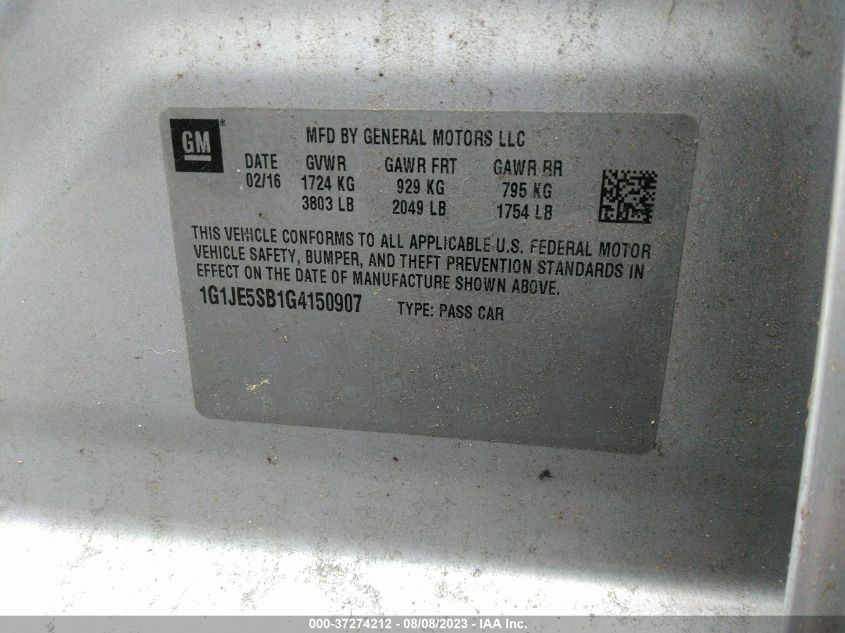 GM® MFD BY GENERAL MOTORS LLC
DATE GVWR GAWR FRT GAWR RR
02/16 1724 KG 929 KG 795 KG
3803 LB 2049 LB 1754 LB
THIS VEHICLE CONFORMS TO ALL APPLICABLE U.S. FEDERAL MOTOR
VEHICLE SAFETY, BUMPER, AND THEFT PREVENTION STANDARDS IN
EFFECT ON THE DATE OF MANUFACTURE SHOWN ABOVE.
1G1JE5SB1G4150907 TYPE: PASS CAR
000-37274212 - 08/08/2023 - IAA Inc.